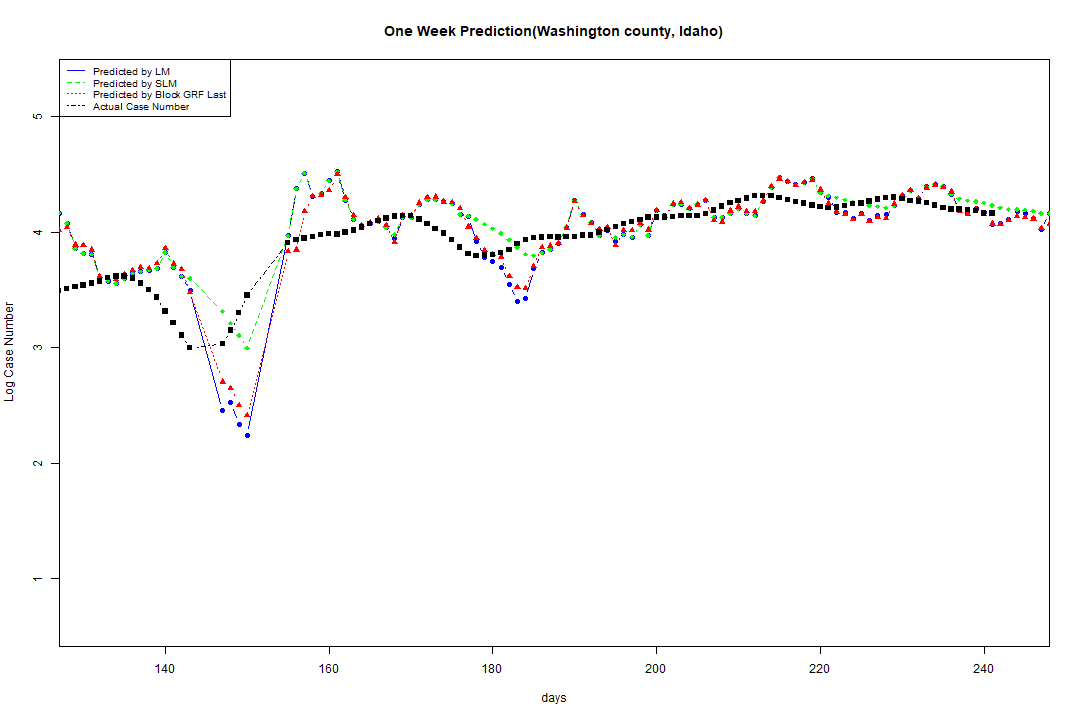 One Week Prediction(Washington county, Idaho)
Predicted by LM
Predicted by SLM
Predicted by Block GRF Last
Actual Case Number
5
4
3
2
1
Log Case Number
140 160 180 200 220 240
days